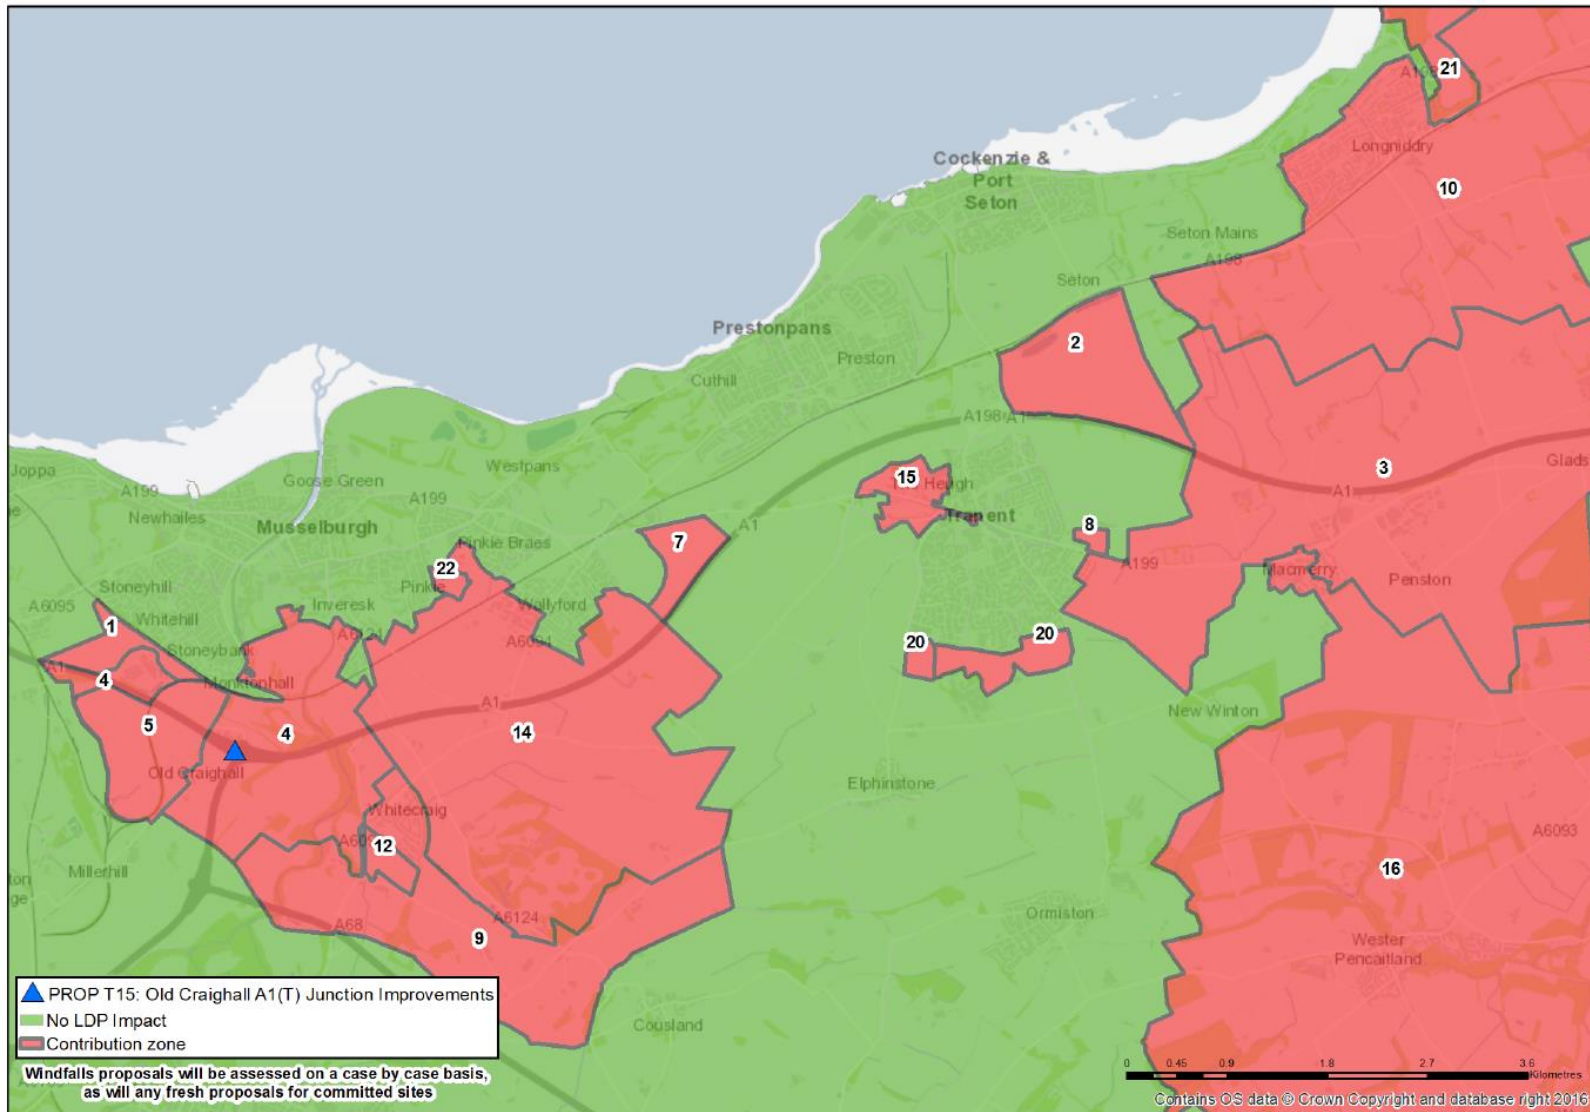 21
A198
Longniddry
Cockenzie &
Port
Seton
10
Seton Mains
A198
Seton
Prestonpans
2
Preston
Cuthill
A198
A1
3
Glads
Joppa
Westpans
Goose Green
A199
A199
15
A1
Newhailes
Musselburgh
Tranent
A1
8
Pinkie Braes
7
22
A199
Macmerry
Penston
Stoneyhill
Pinkie
Wallyford
A6095
Inveresk
Whitehill
1
A6124
A6094
20
20
Stoneybank
A1
4
Monktonhall
A1
New Winton
5
4
14
Old Craighall
Elphinstone
Whitecraig
A6093
12
Millerhill
16
Ormiston
A68
A6124
9
Wester
Pencaitland
PROP T15: Old Craighall A1(T) Junction Improvements
No LDP Impact
Contribution zone
Cousland
Windfalls proposals will be assessed on a case by case basis,
as will any fresh proposals for committed sites
0 0.45 0.9 1.8 2.7 3.6
Kilometres
Contains OS data © Crown Copyright and database right 2016